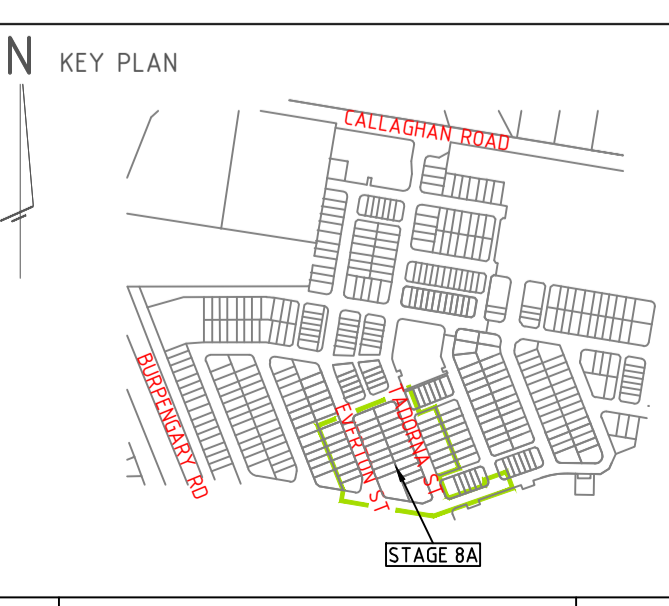 N KEY PLAN
CALLAGHAN ROAD
BURPENGARY RD
EVERTON ST
TADORNA ST
STAGE 8A